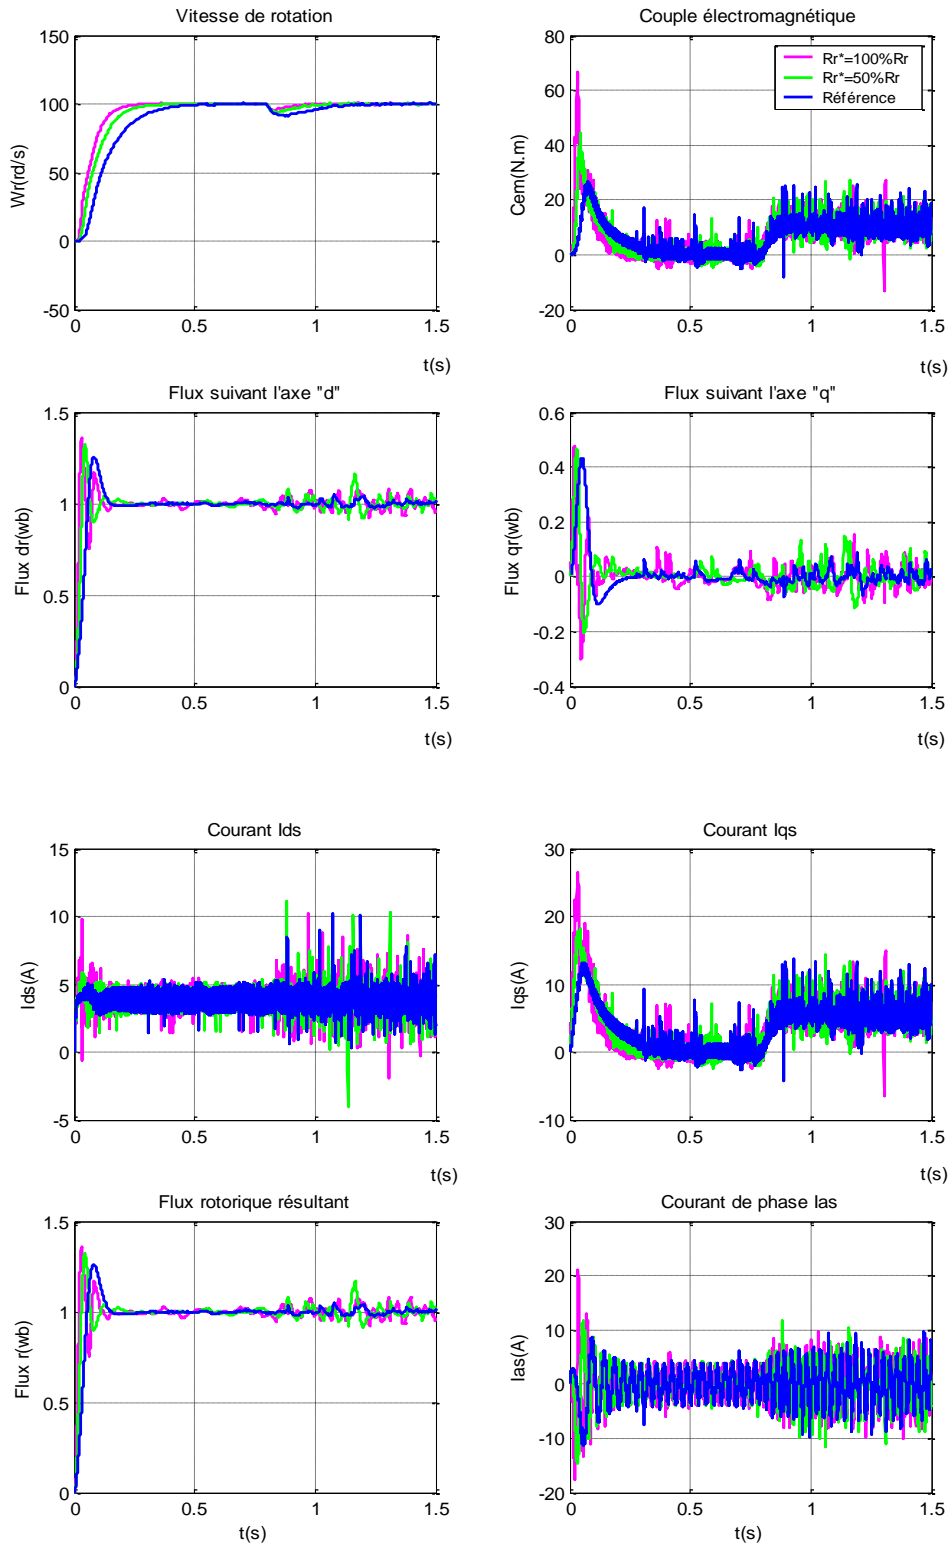 Vitesse de rotation
Wr(rd/s)
150
100
50
0
-50
0 0.5 1 1.5
t(s)
Couple électromagnétique
Cem(N.m)
80
60
40
20
0
-20
0 0.5 1 1.5
t(s)
Rr*=100%Rr
Rr*=50%Rr
Référence
Flux suivant l'axe "d"
Flux dr(wb)
1.5
1
0.5
0
0 0.5 1 1.5
t(s)
Flux suivant l'axe "q"
Flux qr(wb)
0.6
0.4
0.2
0
-0.2
-0.4
0 0.5 1 1.5
t(s)
Courant Ids
Ids(A)
15
10
5
0
-5
0 0.5 1 1.5
t(s)
Courant Iqs
Iqs(A)
30
20
10
0
-10
0 0.5 1 1.5
t(s)
Flux rotorique résultant
Flux r(wb)
1.5
1
0.5
0
0 0.5 1 1.5
t(s)
Courant de phase Ias
Ias(A)
30
20
10
0
-10
-20
0 0.5 1 1.5
t(s)